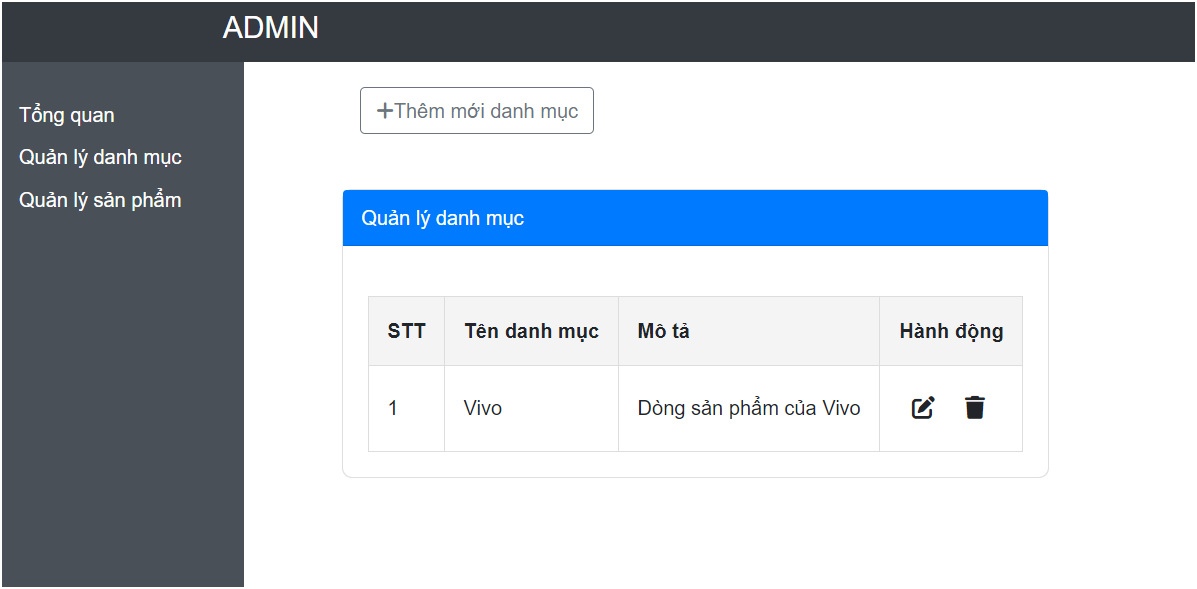 ADMIN
Tổng quan
Quản lý danh mục
Quản lý sản phẩm
+Thêm mới danh mục
Quản lý danh mục
STT Tên danh mục Mô tả Hành động
1 Vivo Dòng sản phẩm của Vivo